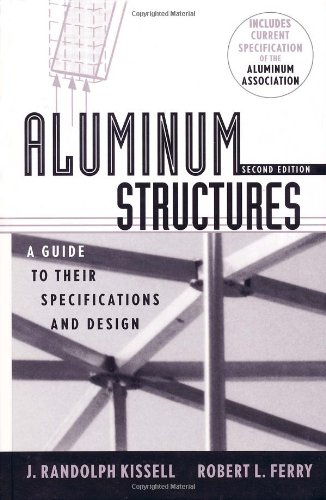 INCLUDES
CURRENT
SPECIFICATION
OF THE
ALUMINUM
ASSOCIATION
ALUMINUM
SECOND EDITION
STRUCTURES
A GUIDE
TO THEIR
SPECIFICATIONS
AND DESIGN
J. RANDOLPH KISSELL ROBERT L. FERRY